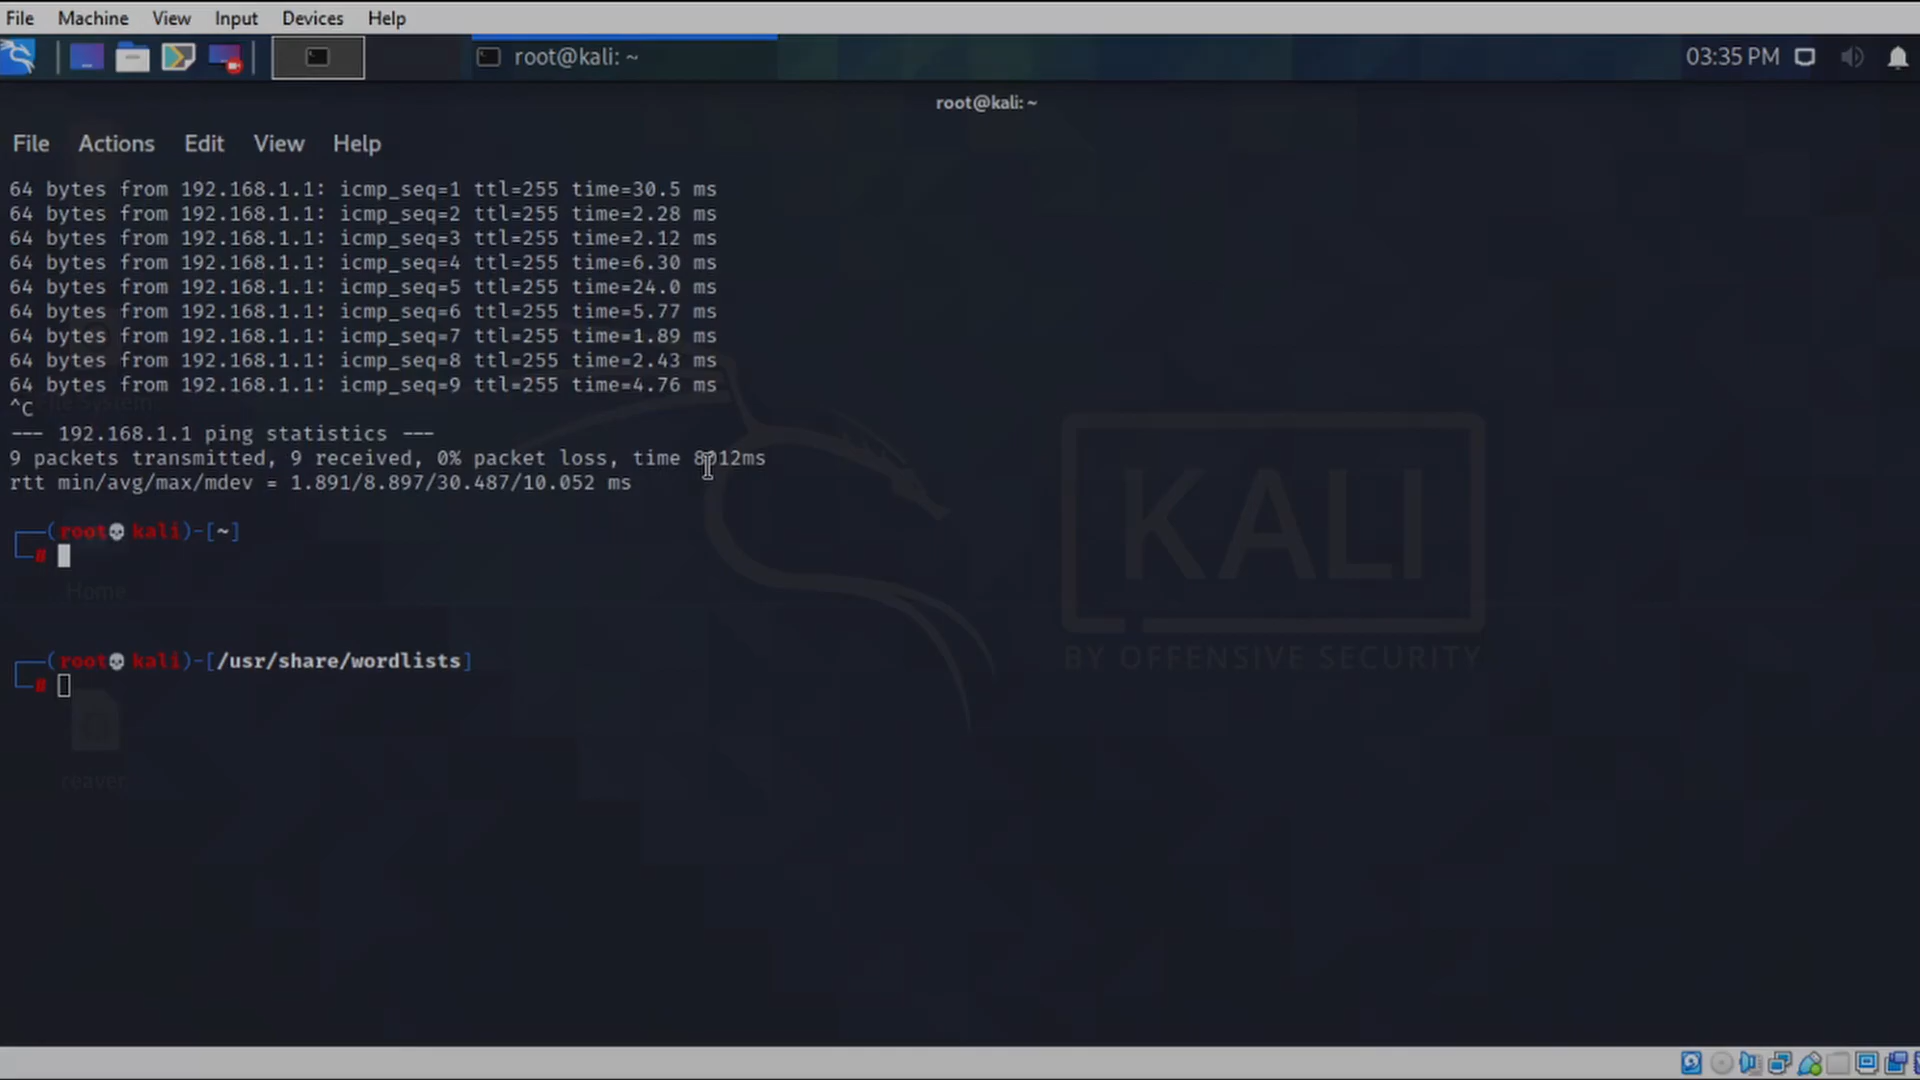 File Machine View Input Devices Help
root@kali: ~ 03:35 PM
root@kali: ~
File Actions Edit View Help
64 bytes from 192.168.1.1: icmp_seq=1 ttl=255 time=30.5 ms
64 bytes from 192.168.1.1: icmp_seq=2 ttl=255 time=2.28 ms
64 bytes from 192.168.1.1: icmp_seq=3 ttl=255 time=2.12 ms
64 bytes from 192.168.1.1: icmp_seq=4 ttl=255 time=6.30 ms
64 bytes from 192.168.1.1: icmp_seq=5 ttl=255 time=24.0 ms
64 bytes from 192.168.1.1: icmp_seq=6 ttl=255 time=5.77 ms
64 bytes from 192.168.1.1: icmp_seq=7 ttl=255 time=1.89 ms
64 bytes from 192.168.1.1: icmp_seq=8 ttl=255 time=2.43 ms
64 bytes from 192.168.1.1: icmp_seq=9 ttl=255 time=4.76 ms
^C
File System
--- 192.168.1.1 ping statistics ---
9 packets transmitted, 9 received, 0% packet loss, time 8012ms
rtt min/avg/max/mdev = 1.891/8.897/30.487/10.052 ms
(root💀kali)-[~]
#
Home
KALI
BY OFFENSIVE SECURITY
(root💀kali)-[/usr/share/wordlists]
#
reaver